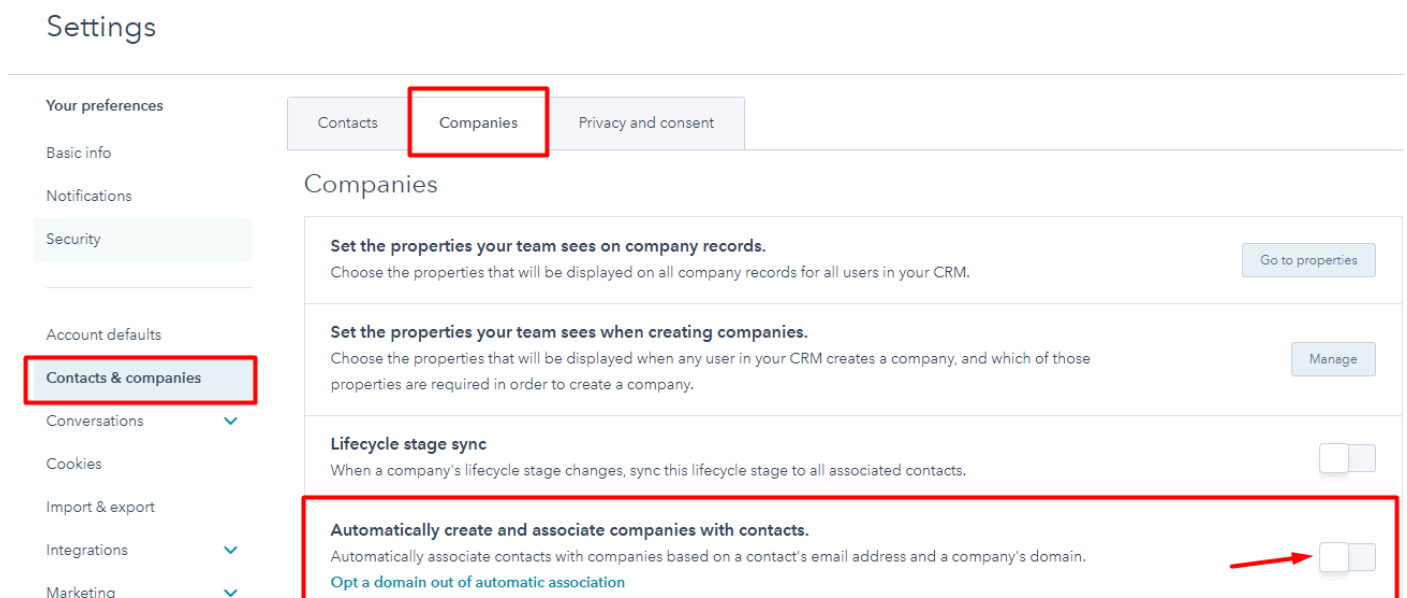 Settings
Your preferences
Basic info
Notifications
Security
Account defaults
Contacts & companies
Conversations
Cookies
Import & export
Integrations
Marketing
Contacts
Companies
Privacy and consent
Companies
Set the properties your team sees on company records.
Choose the properties that will be displayed on all company records for all users in your CRM.
Go to properties
Set the properties your team sees when creating companies.
Choose the properties that will be displayed when any user in your CRM creates a company, and which of those
properties are required in order to create a company.
Manage
Lifecycle stage sync
When a company's lifecycle stage changes, sync this lifecycle stage to all associated contacts.
Automatically create and associate companies with contacts.
Automatically associate contacts with companies based on a contact's email address and a company's domain.
Opt a domain out of automatic association